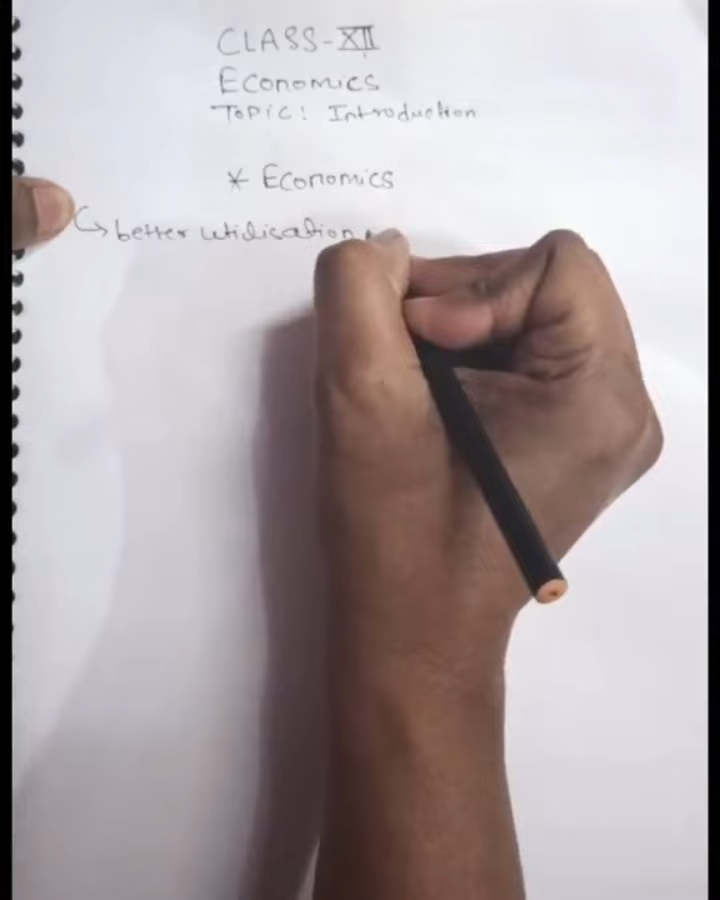 CLASS-XII
Economics
TOPIC: Introduction
* Economics
↳ better utilisation